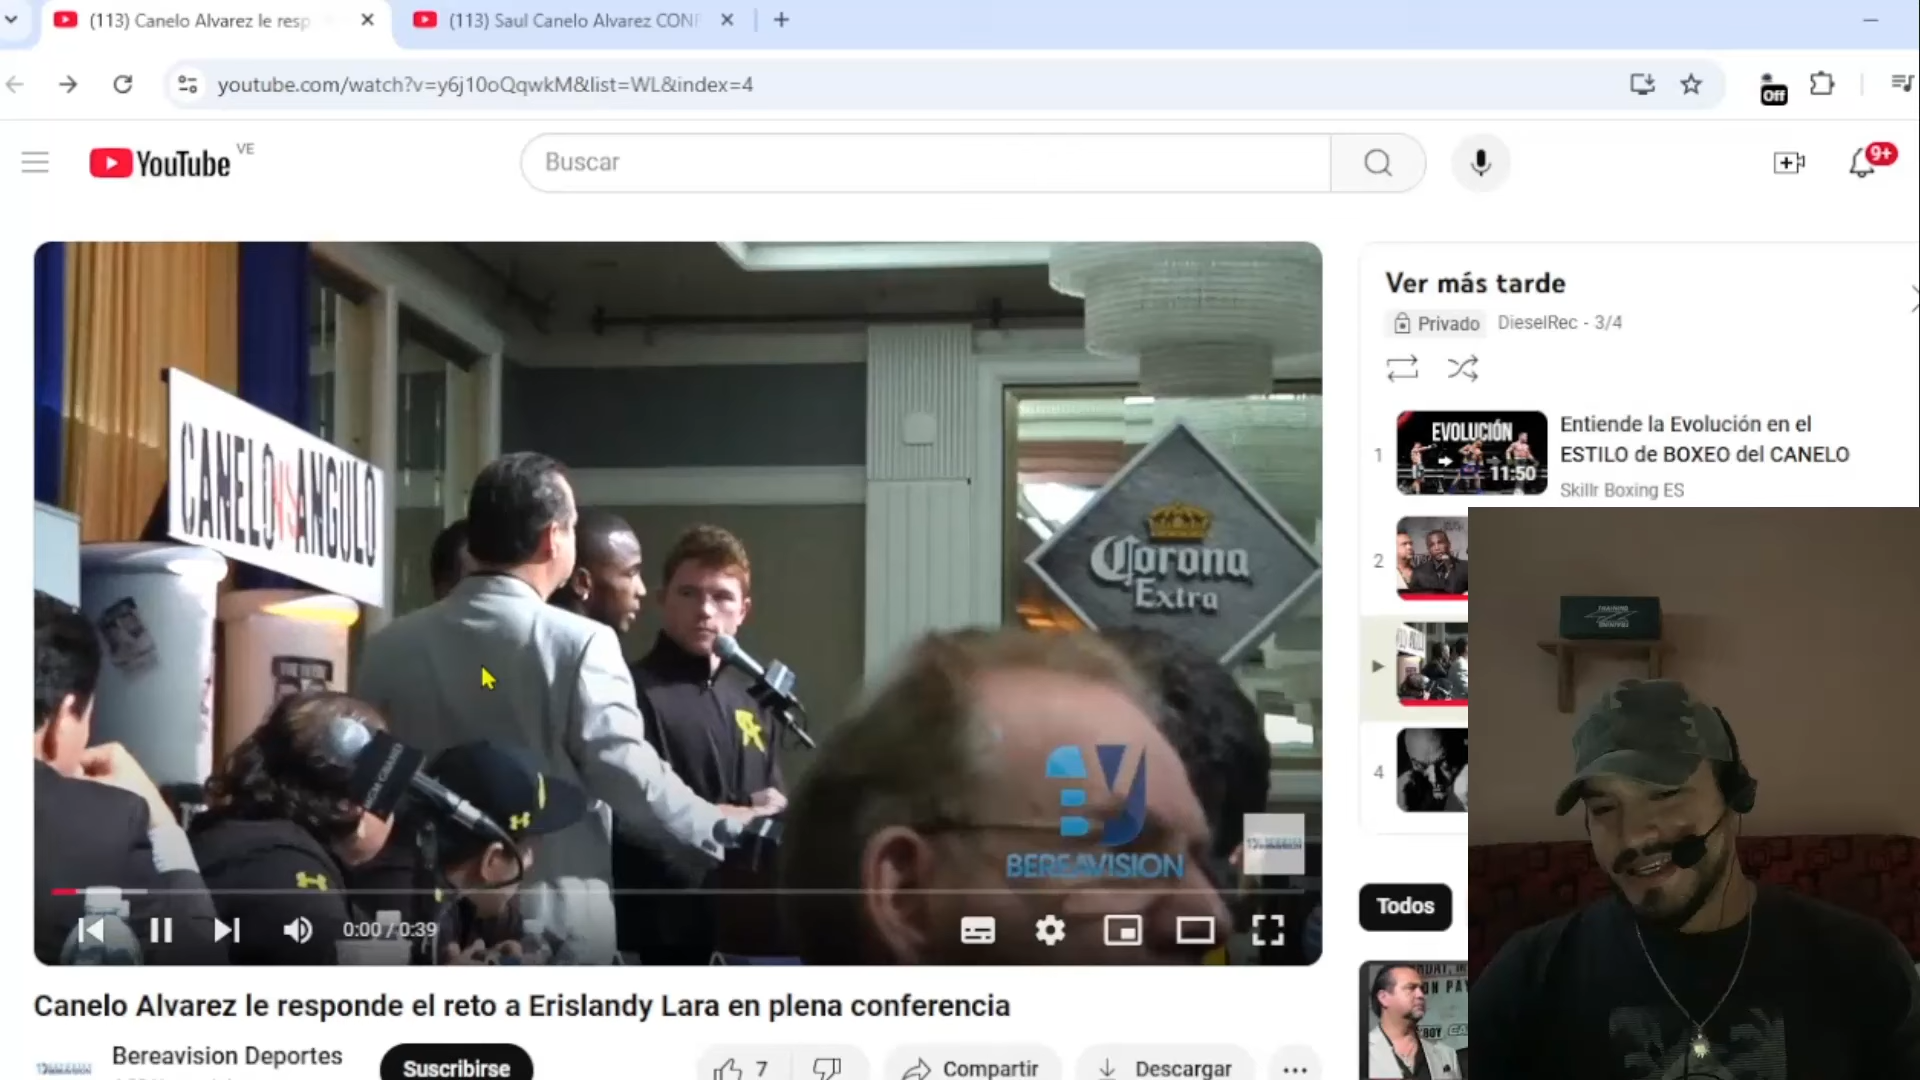 (113) Canelo Alvarez le resp
(113) Saul Canelo Alvarez CONF
youtube.com/watch?v=y6j10oQqwkM&list=WL&index=4
Off
YouTube VE
Buscar
9+
CANELO VS ANGULO
Corona
Extra
MGM GRAND
BEREAVISION
0:00 / 0:39
Canelo Alvarez le responde el reto a Erislandy Lara en plena conferencia
Bereavision Deportes
Suscribirse
7
Compartir
Descargar
Ver más tarde
Privado
DieselRec - 3/4
1
EVOLUCIÓN
11:50
Entiende la Evolución en el
ESTILO de BOXEO del CANELO
Skillr Boxing ES
2
4
Todos
TRAINING